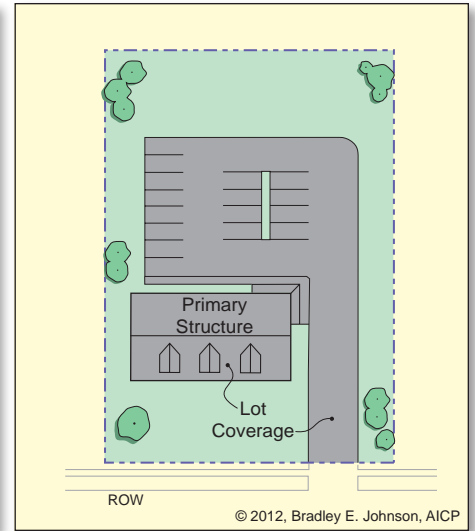 Primary
Structure
Lot
Coverage
ROW
© 2012, Bradley E. Johnson, AICP